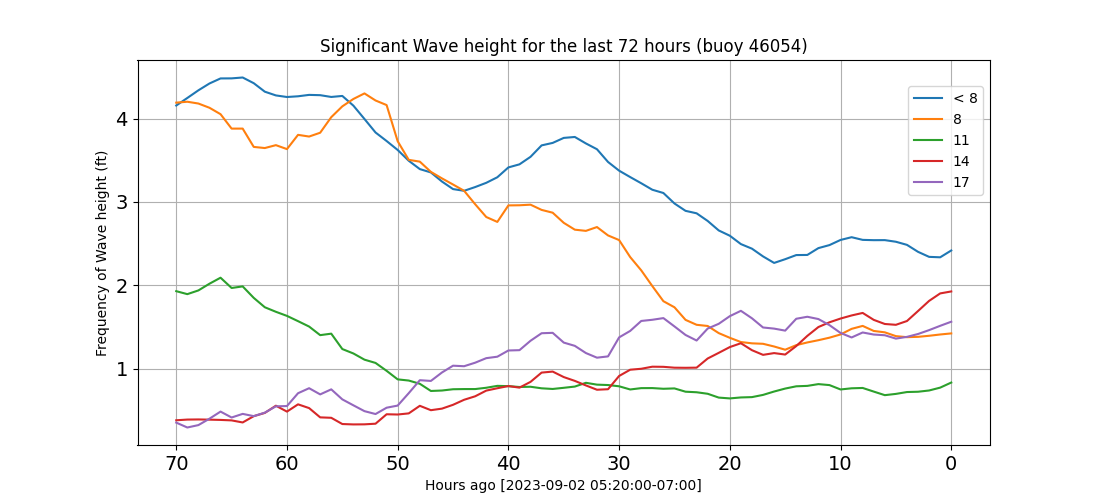 Significant Wave height for the last 72 hours (buoy 46054)
Frequency of Wave height (ft)
4
3
2
1
< 8
8
11
14
17
70 60 50 40 30 20 10 0
Hours ago [2023-09-02 05:20:00-07:00]